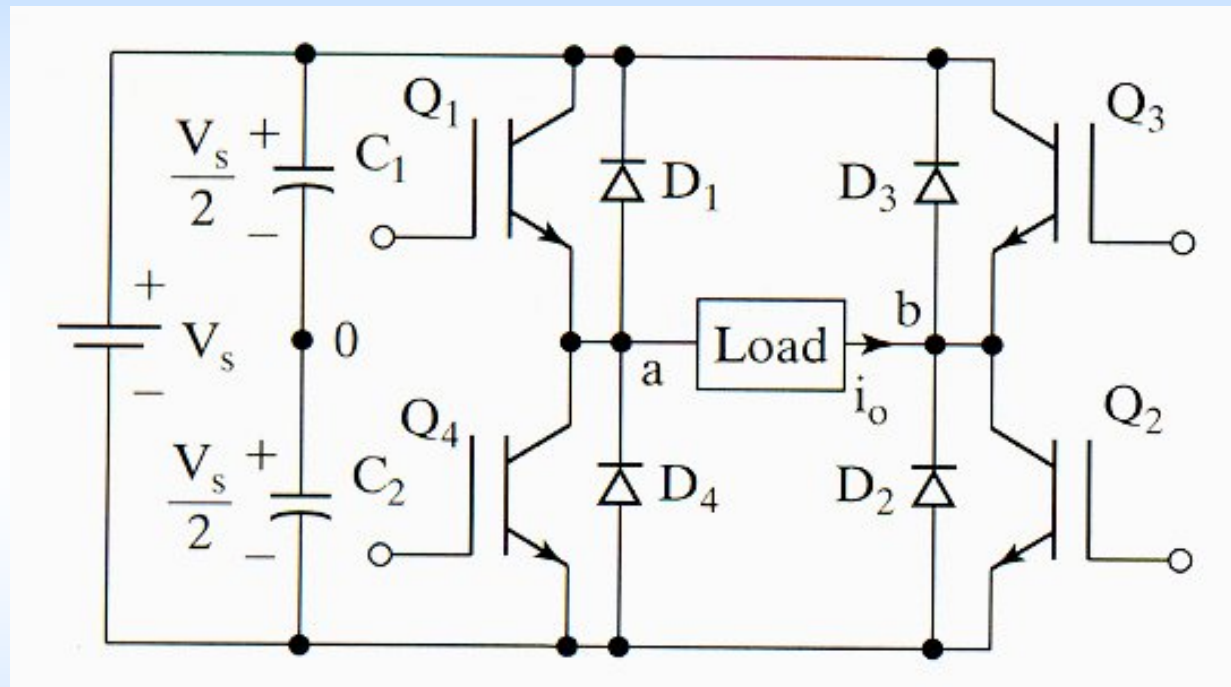 Q₁
Q₃
Vₛ/2
+
C₁
−
D₁
D₃
+
Vₛ
−
0
a
Load
iₒ
b
Q₄
Q₂
Vₛ/2
+
C₂
−
D₄
D₂